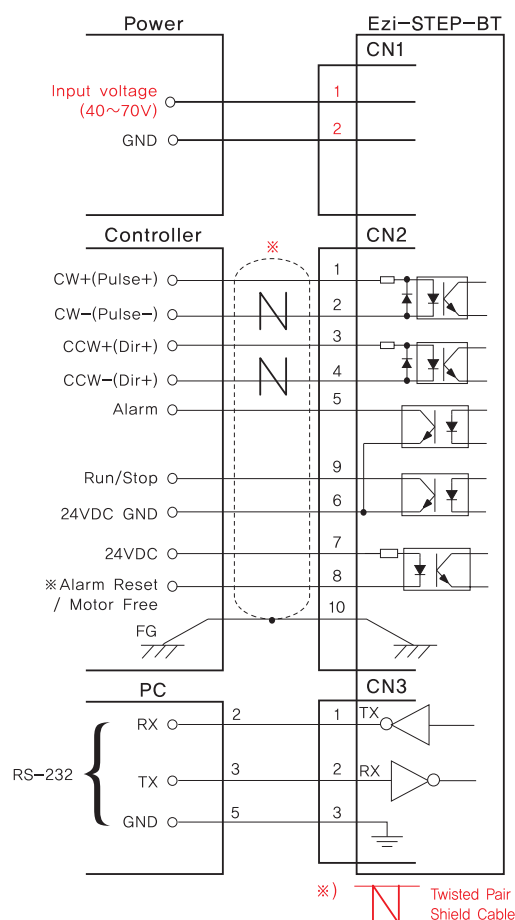 Power
Ezi-STEP-BT
CN1
Input voltage
(40~70V)
1
GND
2
Controller
※
CN2
CW+(Pulse+)
1
CW-(Pulse-)
2
CCW+(Dir+)
3
CCW-(Dir+)
4
Alarm
5
Run/Stop
9
24VDC GND
6
24VDC
7
※Alarm Reset
/ Motor Free
8
FG
10
PC
CN3
RS-232
RX
2
1
TX
TX
3
2
RX
GND
5
3
※)
Twisted Pair
Shield Cable